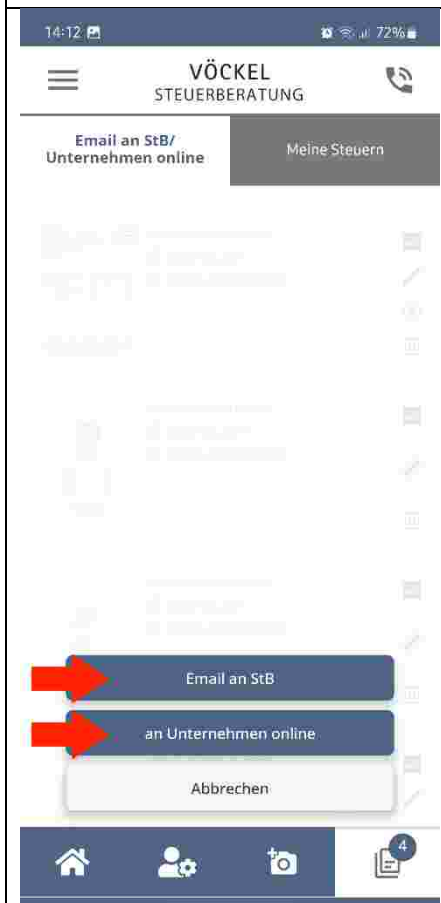 14:12
72%
VÖCKEL
STEUERBERATUNG
Email an StB/
Unternehmen online
Meine Steuern
Email an StB
an Unternehmen online
Abbrechen
4